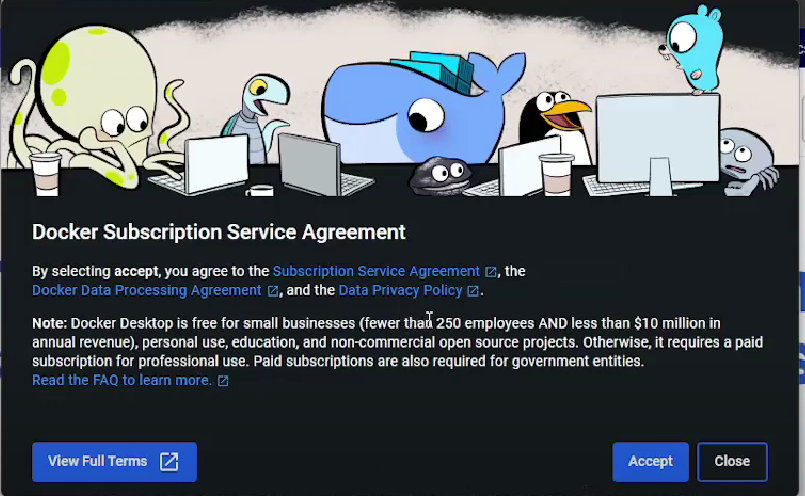 Docker Subscription Service Agreement
By selecting accept, you agree to the Subscription Service Agreement, the
Docker Data Processing Agreement, and the Data Privacy Policy.
Note: Docker Desktop is free for small businesses (fewer than 250 employees AND less than $10 million in
annual revenue), personal use, education, and non-commercial open source projects. Otherwise, it requires a paid
subscription for professional use. Paid subscriptions are also required for government entities.
Read the FAQ to learn more.
View Full Terms
Accept
Close